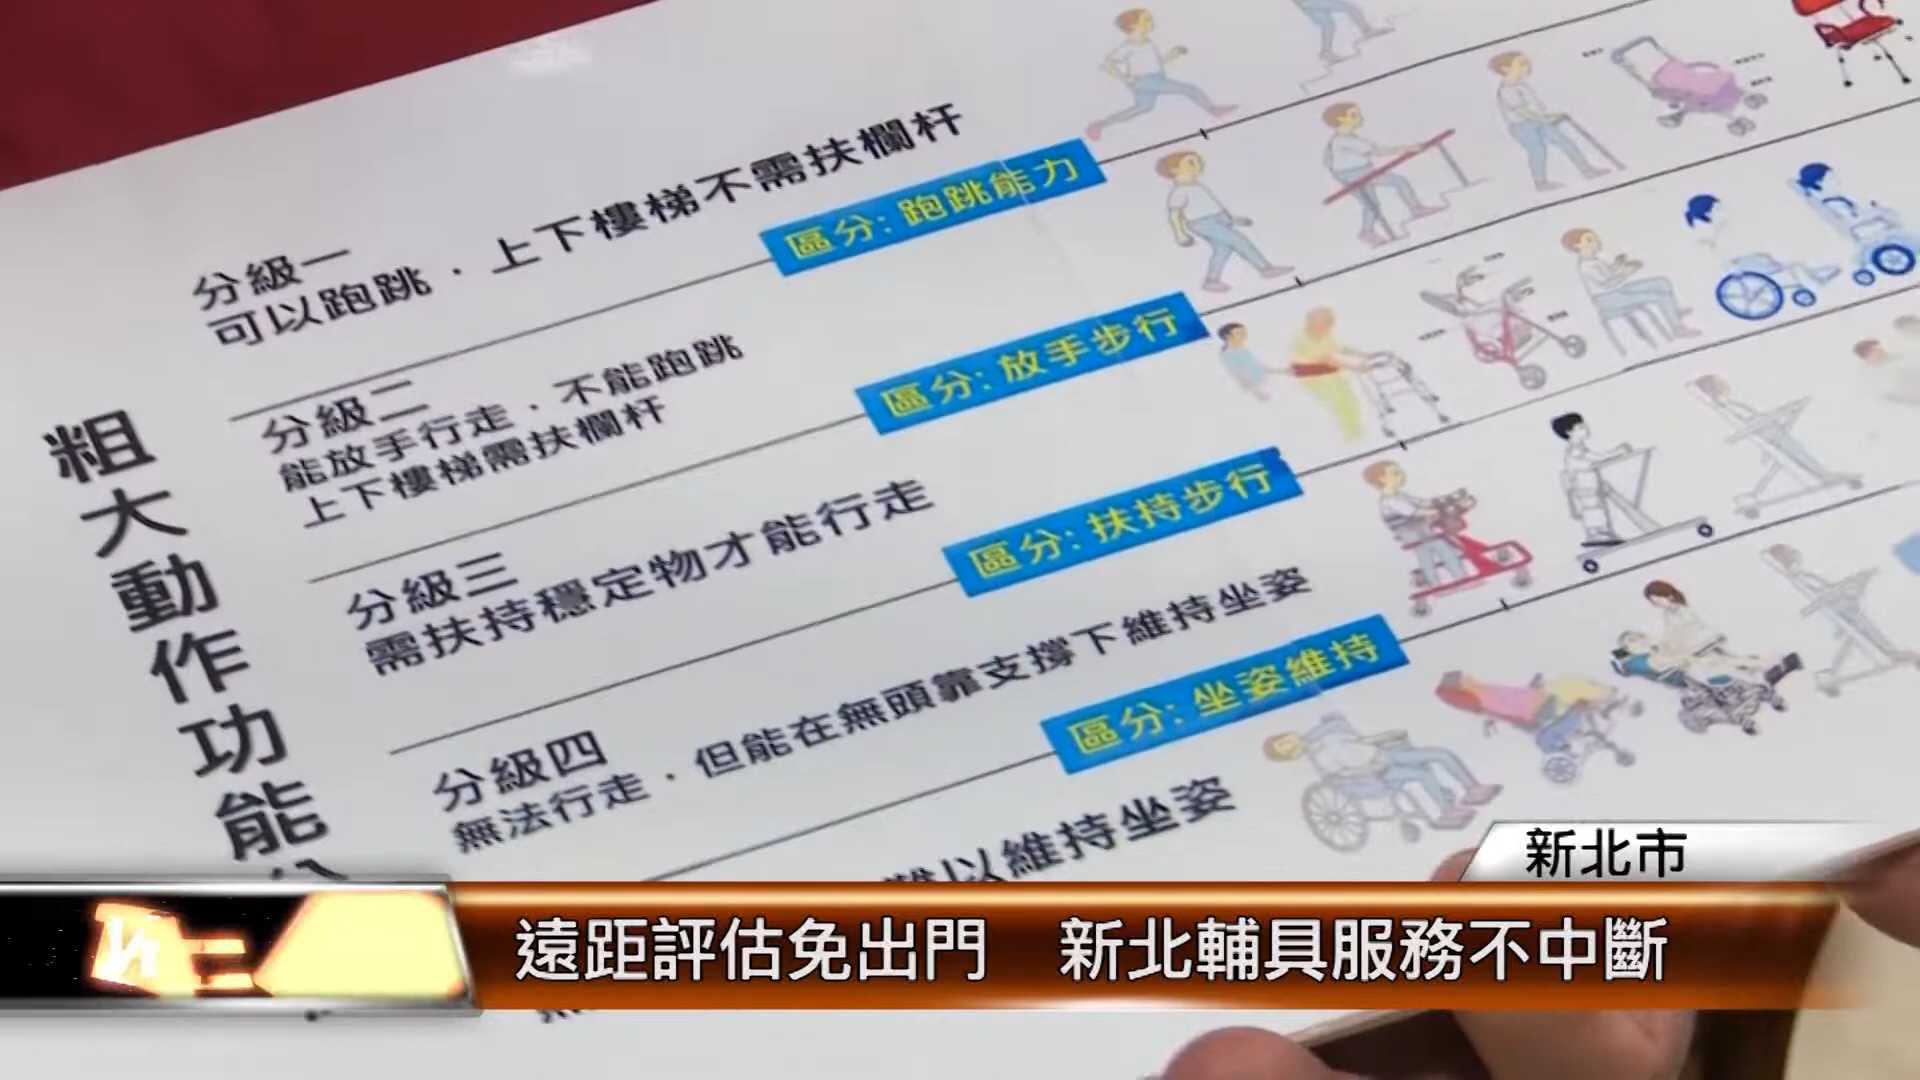 粗大動作功能
分級一
可以跑跳．上下樓梯不需扶欄杆
區分: 跑跳能力
分級二
能放手行走．不能跑跳
上下樓梯需扶欄杆
區分: 放手步行
分級三
需扶持穩定物才能行走
區分: 扶持步行
分級四
無法行走．但能在無頭靠支撐下維持坐姿
區分: 坐姿維持
難以維持坐姿
新北市
遠距評估免出門　新北輔具服務不中斷